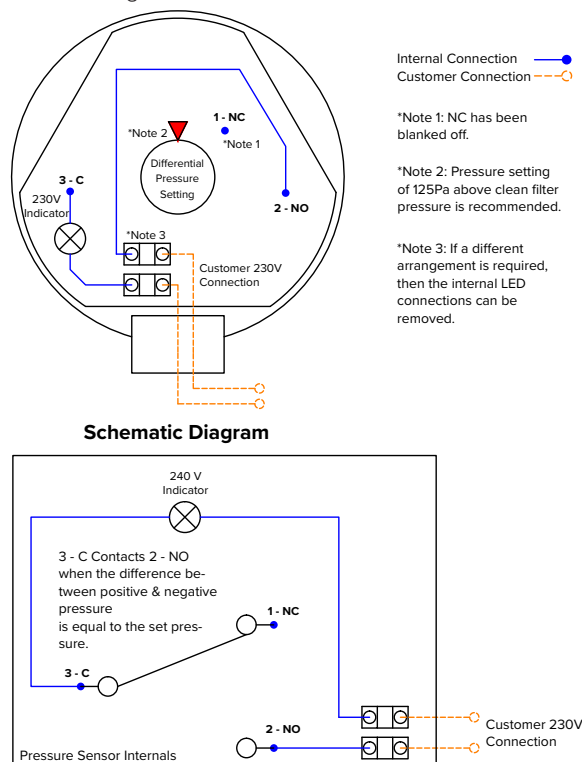 Internal Connection
Customer Connection
*Note 1: NC has been
blanked off.
*Note 2: Pressure setting
of 125Pa above clean filter
pressure is recommended.
*Note 3: If a different
arrangement is required,
then the internal LED
connections can be
removed.
1 - NC
*Note 2
*Note 1
Differential
Pressure
Setting
3 - C
230V
Indicator
2 - NO
*Note 3
Customer 230V
Connection
Schematic Diagram
240 V
Indicator
3 - C Contacts 2 - NO
when the difference be-
tween positive & negative
pressure
is equal to the set pres-
sure.
1 - NC
3 - C
2 - NO
Customer 230V
Connection
Pressure Sensor Internals